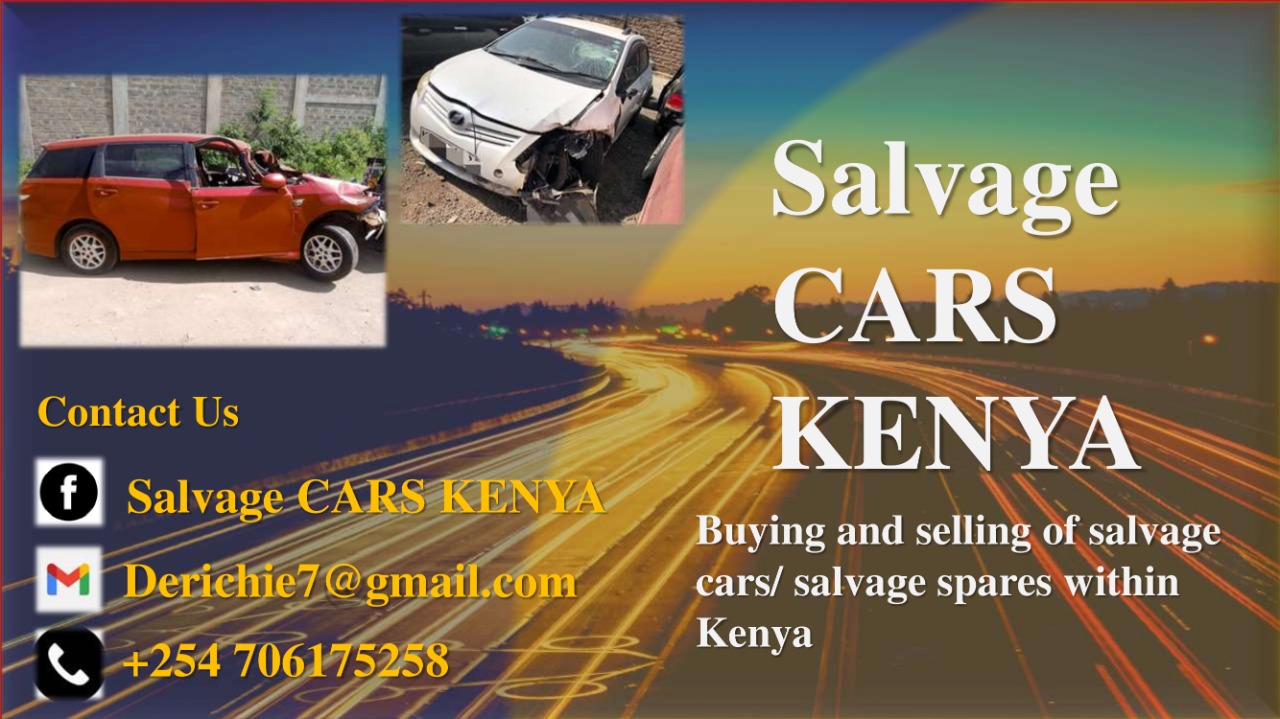 Salvage
CARS
KENYA
Buying and selling of salvage
cars/ salvage spares within
Kenya
Contact Us
Salvage CARS KENYA
Derichie7@gmail.com
+254 706175258